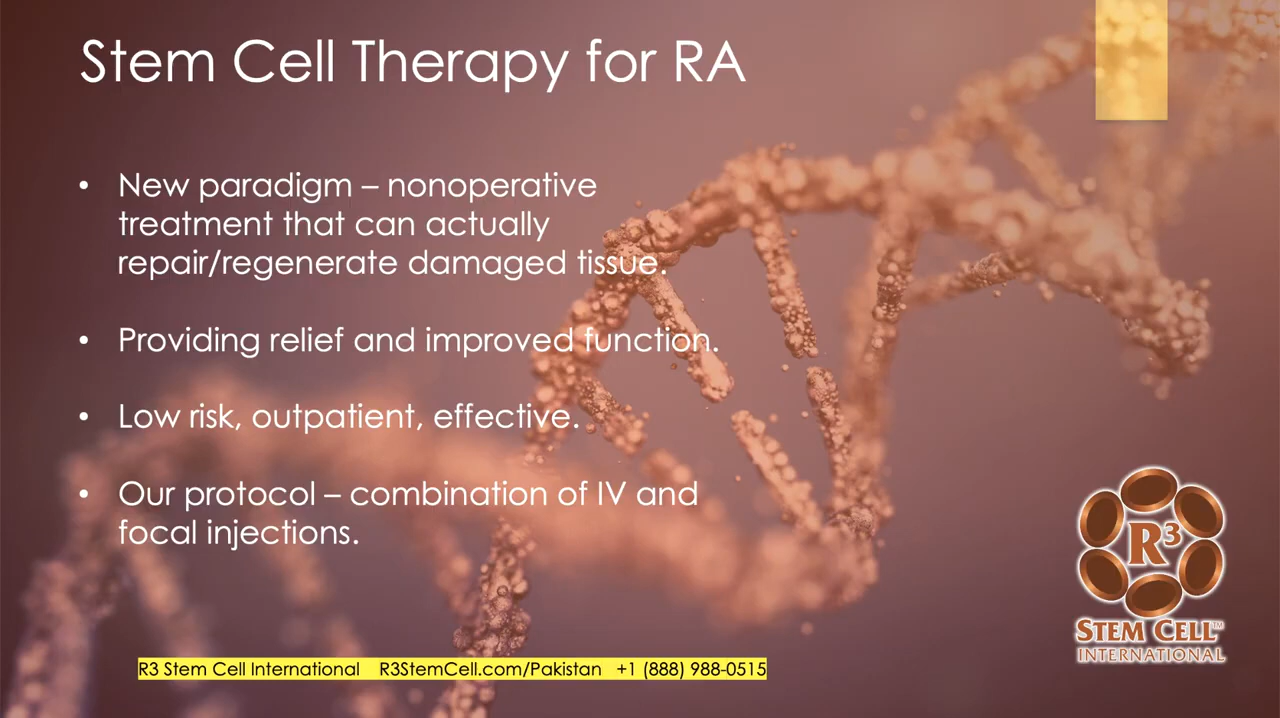 Stem Cell Therapy for RA
• New paradigm – nonoperative
treatment that can actually
repair/regenerate damaged tissue.
• Providing relief and improved function.
• Low risk, outpatient, effective.
• Our protocol – combination of IV and
focal injections.
R3
STEM CELL™
INTERNATIONAL
R3 Stem Cell International R3StemCell.com/Pakistan +1 (888) 988-0515